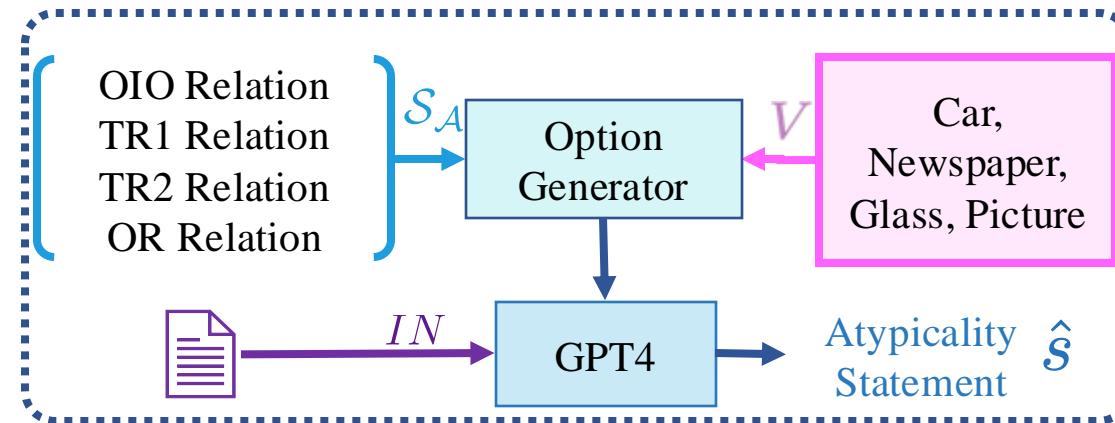 OIO Relation
TR1 Relation
TR2 Relation
OR Relation
𝒮_𝒜
Option
Generator
V
Car,
Newspaper,
Glass, Picture
IN
GPT4
Atypicality
Statement
ŝ